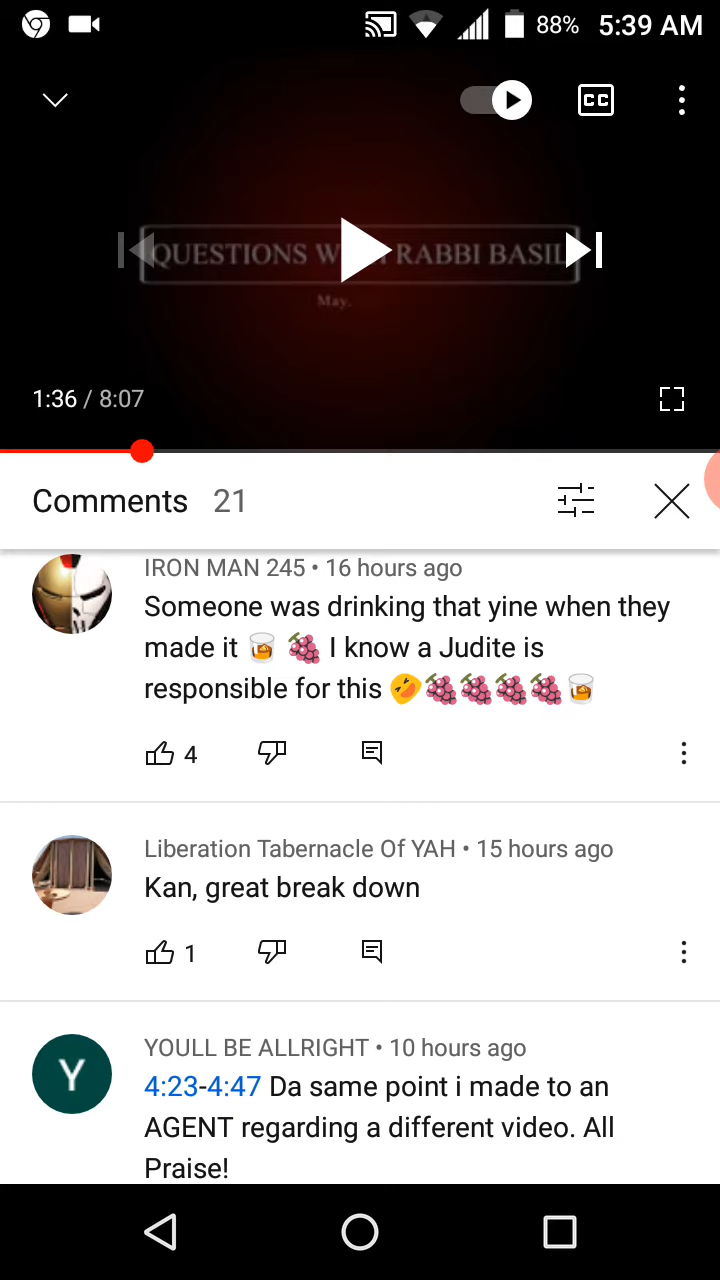 88% 5:39 AM
CC
QUESTIONS RABBI BASIL
May.
1:36 / 8:07
Comments 21
IRON MAN 245 • 16 hours ago
Someone was drinking that yine when they
made it 🥃 🍇 I know a Judite is
responsible for this 🤣🍇🍇🍇🍇🥃
4
Liberation Tabernacle Of YAH • 15 hours ago
Kan, great break down
1
Y
YOULL BE ALLRIGHT • 10 hours ago
4:23-4:47 Da same point i made to an
AGENT regarding a different video. All
Praise!